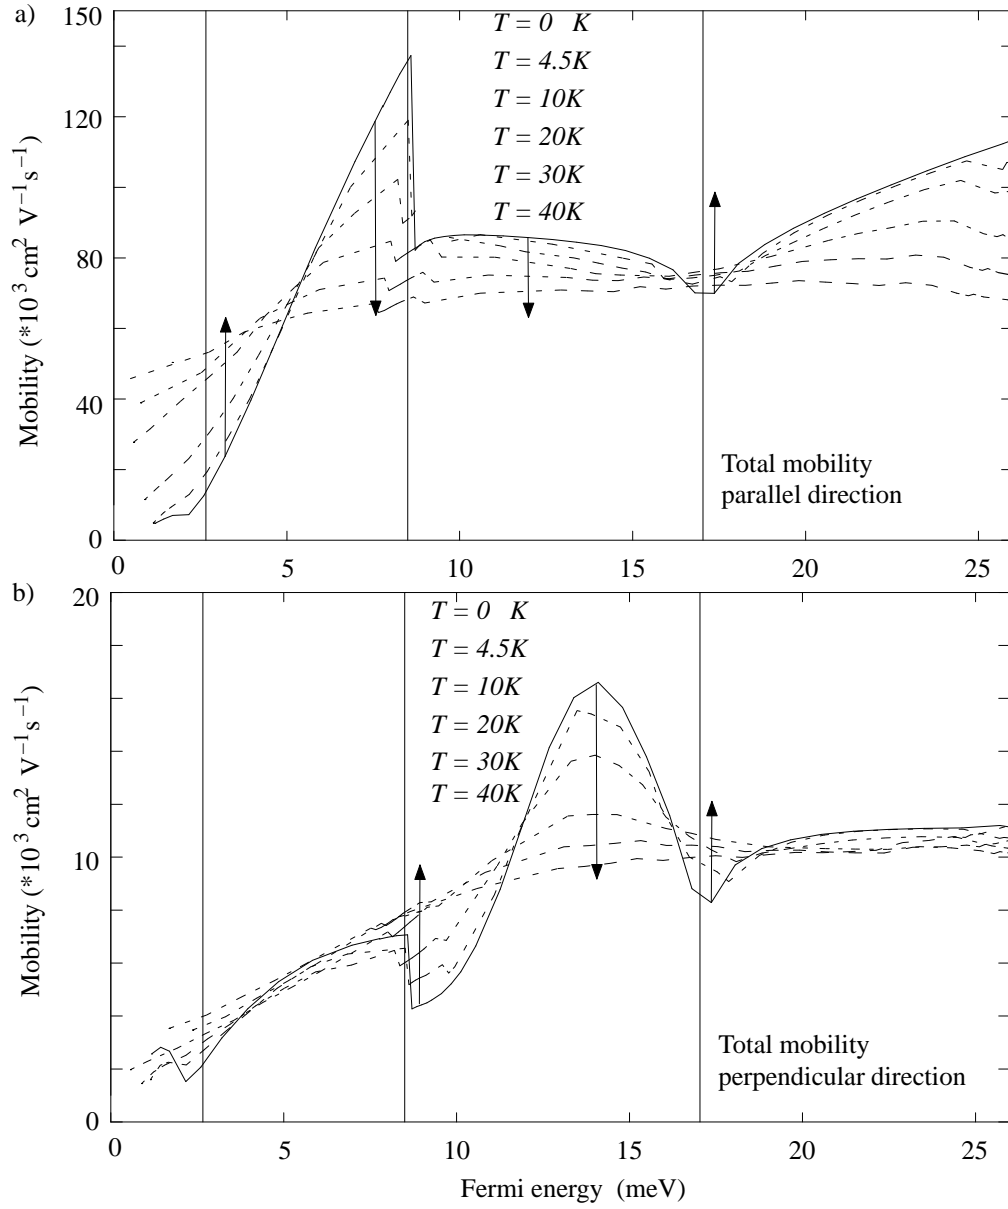 a)
150
120
80
40
0
Mobility (*10³ cm² V⁻¹s⁻¹)
T = 0 K
T = 4.5K
T = 10K
T = 20K
T = 30K
T = 40K
Total mobility
parallel direction
0 5 10 15 20 25
b)
20
10
0
Mobility (*10³ cm² V⁻¹s⁻¹)
T = 0 K
T = 4.5K
T = 10K
T = 20K
T = 30K
T = 40K
Total mobility
perpendicular direction
0 5 10 15 20 25
Fermi energy (meV)